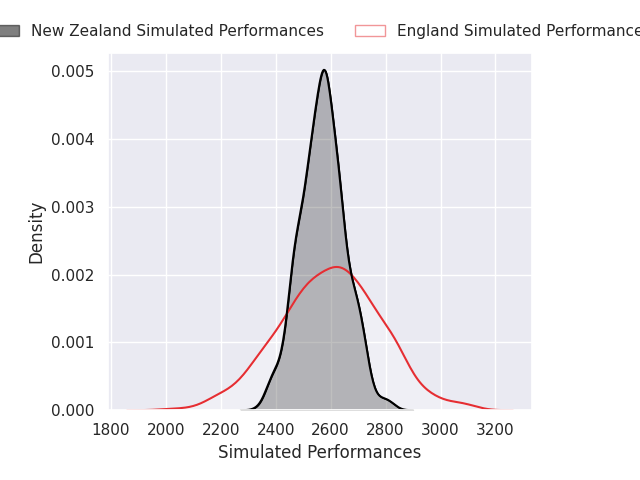 New Zealand Simulated Performances England Simulated Performance
0.005
0.004
0.003
0.002
0.001
0.000
Density
1800 2000 2200 2400 2600 2800 3000 3200
Simulated Performances